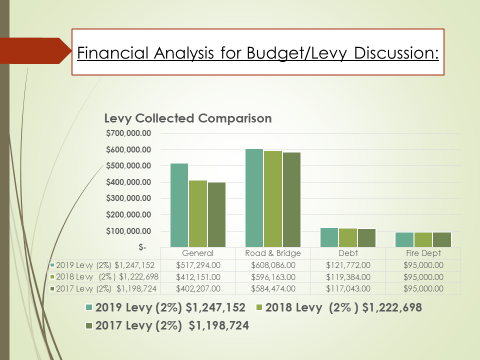 Financial Analysis for Budget/Levy Discussion:
Levy Collected Comparison
$700,000.00
$600,000.00
$500,000.00
$400,000.00
$300,000.00
$200,000.00
$100,000.00
$-
General Road & Bridge Debt Fire Dept
2019 Levy (2%) $1,247,152 $517,294.00 $608,086.00 $121,772.00 $95,000.00
2018 Levy (2% ) $1,222,698 $412,151.00 $596,163.00 $119,384.00 $95,000.00
2017 Levy (2%) $1,198,724 $402,207.00 $584,474.00 $117,043.00 $95,000.00
2019 Levy (2%) $1,247,152 2018 Levy (2% ) $1,222,698
2017 Levy (2%) $1,198,724